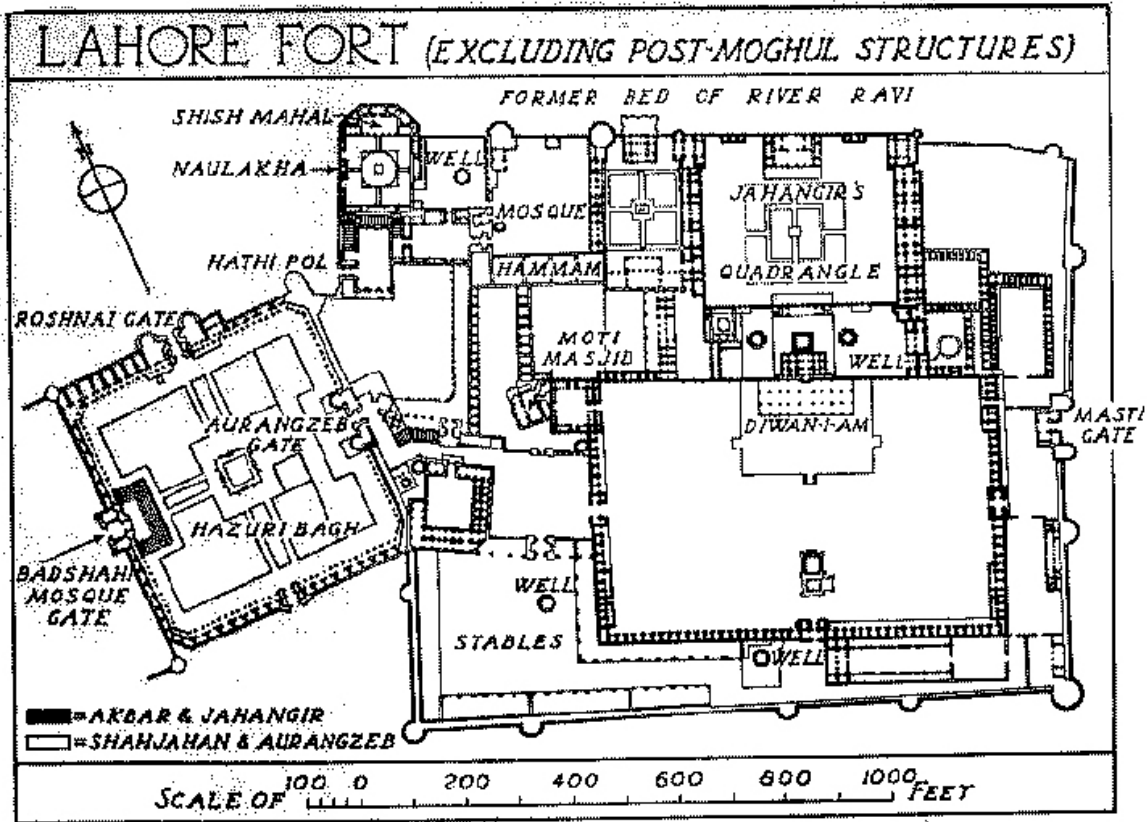 LAHORE FORT (EXCLUDING POST-MOGHUL STRUCTURES)
FORMER BED OF RIVER RAVI
SHISH MAHAL
NAULAKHA
WELL
MOSQUE
JAHANGIR'S
QUADRANGLE
HATHI POL
HAMMAM
ROSHNAI GATE
MOTI
MASJID
WELL
AURANGZEB
GATE
DIWAN-I-AM
MASTI
GATE
HAZURI BAGH
BADSHAHI
MOSQUE
GATE
WELL
STABLES
WELL
=AKBAR & JAHANGIR
=SHAHJAHAN & AURANGZEB
SCALE OF 100 0 200 400 600 800 1000 FEET